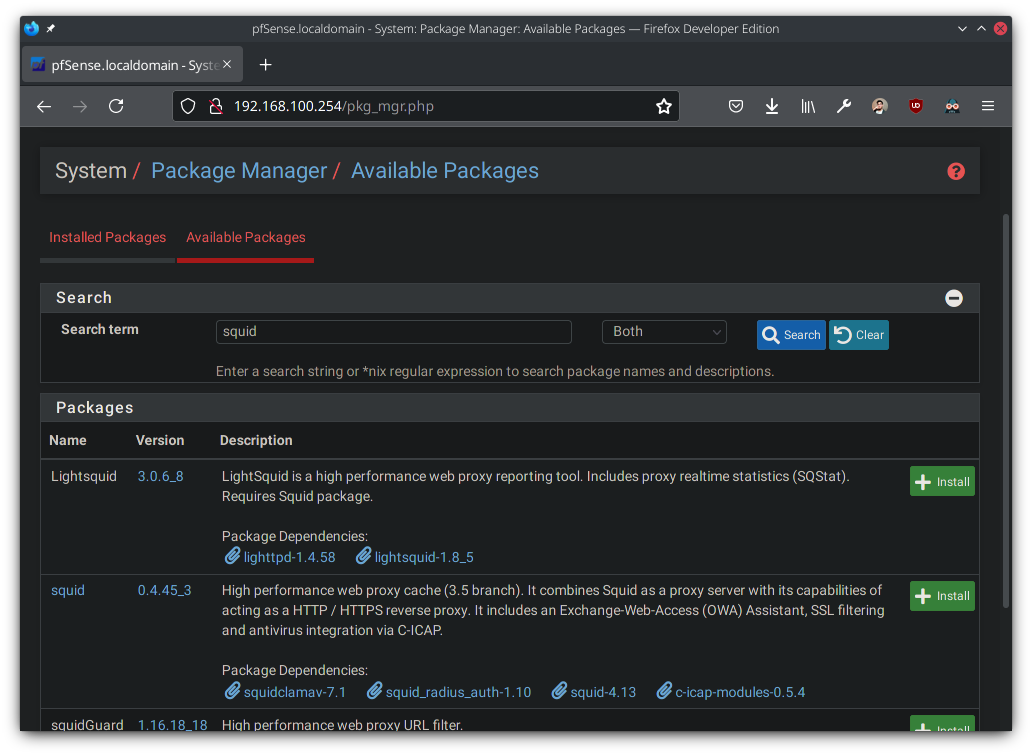 pfSense.localdomain - System: Package Manager: Available Packages — Firefox Developer Edition
pfSense.localdomain - Syste
192.168.100.254/pkg_mgr.php
System / Package Manager / Available Packages
Installed Packages Available Packages
Search
Search term squid Both Search Clear
Enter a search string or *nix regular expression to search package names and descriptions.
Packages
Name Version Description
Lightsquid 3.0.6_8 LightSquid is a high performance web proxy reporting tool. Includes proxy realtime statistics (SQStat). Install
Requires Squid package.
Package Dependencies:
lighttpd-1.4.58 lightsquid-1.8_5
squid 0.4.45_3 High performance web proxy cache (3.5 branch). It combines Squid as a proxy server with its capabilities of Install
acting as a HTTP / HTTPS reverse proxy. It includes an Exchange-Web-Access (OWA) Assistant, SSL filtering
and antivirus integration via C-ICAP.
Package Dependencies:
squidclamav-7.1 squid_radius_auth-1.10 squid-4.13 c-icap-modules-0.5.4
squidGuard 1.16.18_18 High performance web proxy URL filter. Install